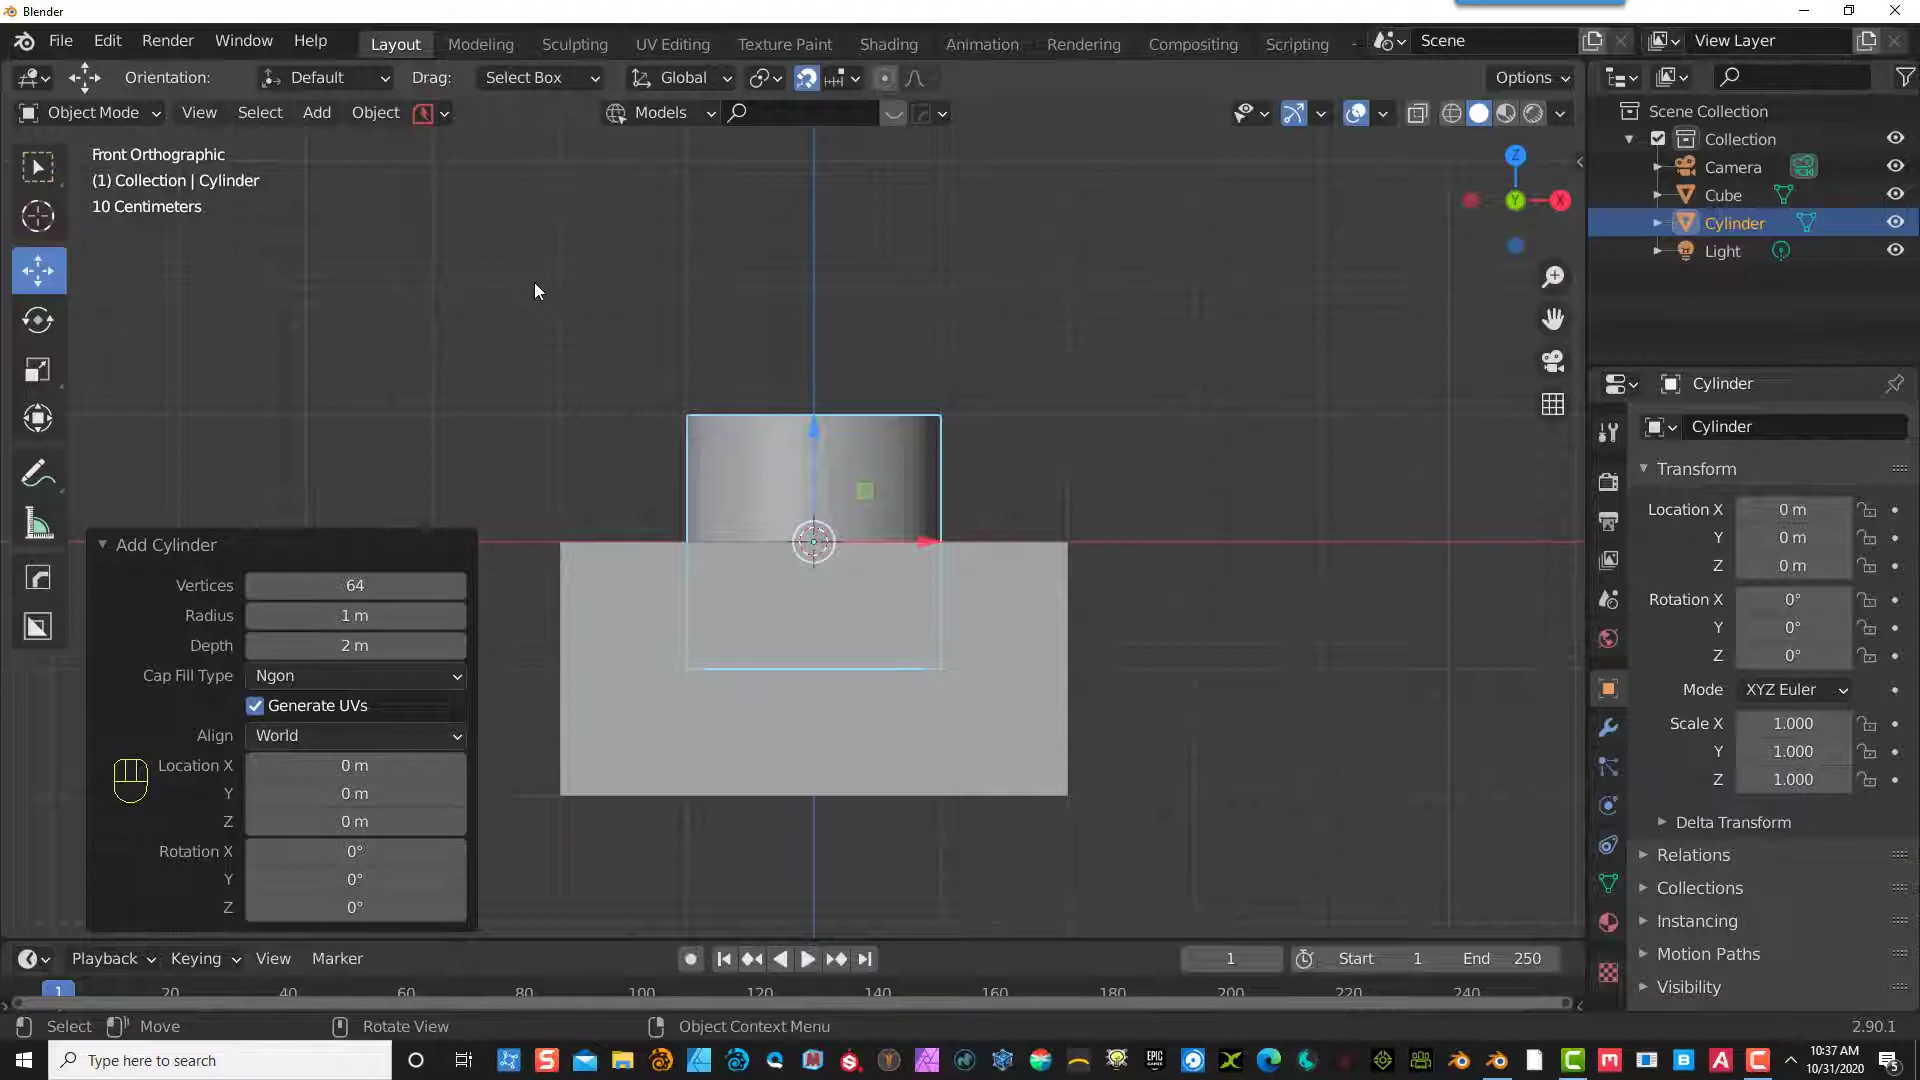 Blender
File Edit Render Window Help Layout Modeling Sculpting UV Editing Texture Paint Shading Animation Rendering Compositing Scripting Scene View Layer
Orientation: Default Drag: Select Box Global Options
Object Mode View Select Add Object Models
Front Orthographic
(1) Collection | Cylinder
10 Centimeters
Z
Y
X
Scene Collection
Collection
Camera
Cube
Cylinder
Light
Cylinder
Cylinder
Transform
Location X 0 m
Y 0 m
Z 0 m
Rotation X 0°
Y 0°
Z 0°
Mode XYZ Euler
Scale X 1.000
Y 1.000
Z 1.000
Delta Transform
Relations
Collections
Instancing
Motion Paths
Visibility
Add Cylinder
Vertices 64
Radius 1 m
Depth 2 m
Cap Fill Type Ngon
Generate UVs
Align World
Location X 0 m
Y 0 m
Z 0 m
Rotation X 0°
Y 0°
Z 0°
Playback Keying View Marker 1 Start 1 End 250
1 20 40 60 80 100 120 140 160 180 200 220 240
Select Move Rotate View Object Context Menu 2.90.1
Type here to search
EPIC
GAMES
10:37 AM
10/31/2020
5